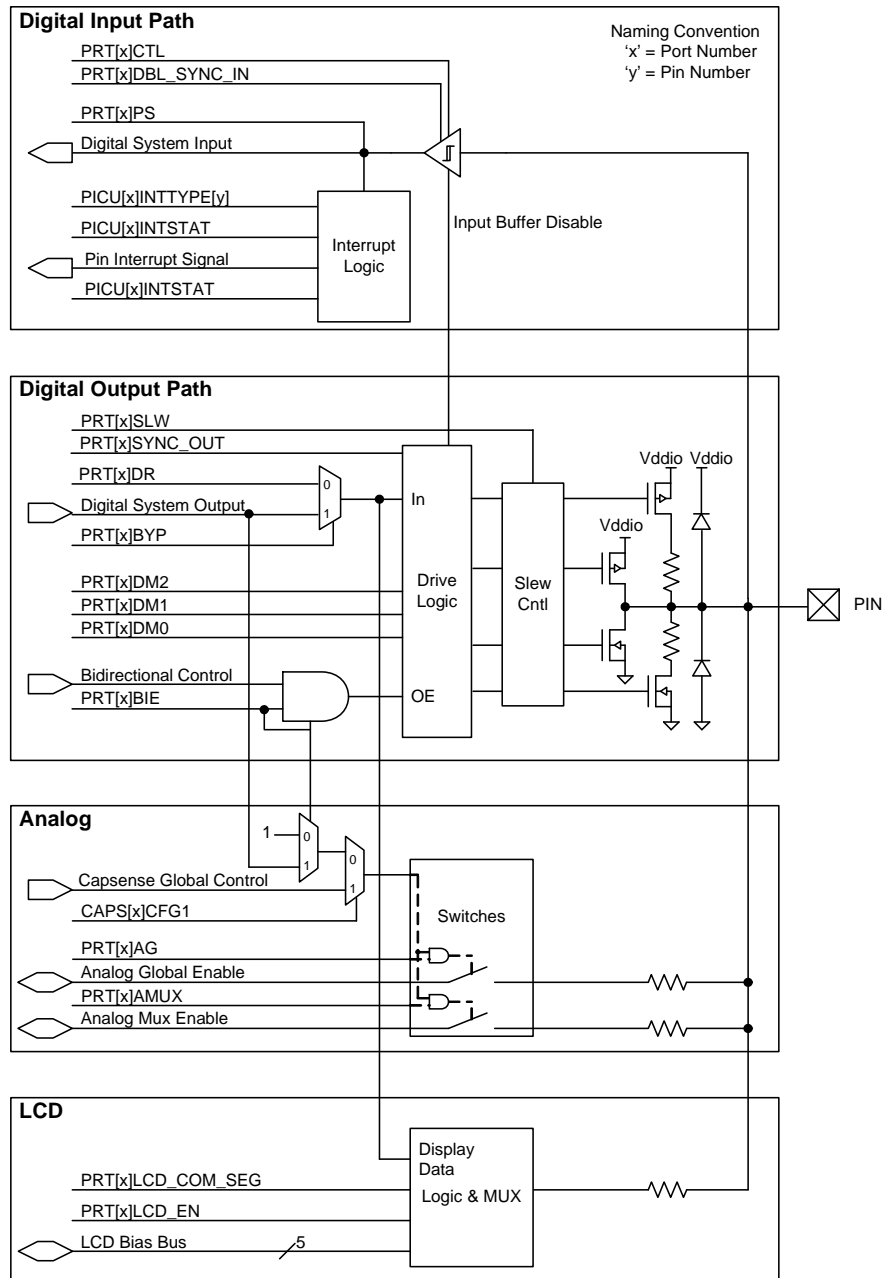 Digital Input Path
Naming Convention
‘x’ = Port Number
‘y’ = Pin Number
PRT[x]CTL
PRT[x]DBL_SYNC_IN
PRT[x]PS
Digital System Input
PICU[x]INTTYPE[y]
PICU[x]INTSTAT
Pin Interrupt Signal
PICU[x]INTSTAT
Interrupt
Logic
Input Buffer Disable
Digital Output Path
PRT[x]SLW
PRT[x]SYNC_OUT
PRT[x]DR
Digital System Output
PRT[x]BYP
0
1
PRT[x]DM2
PRT[x]DM1
PRT[x]DM0
Bidirectional Control
PRT[x]BIE
In
Drive
Logic
OE
Slew
Cntl
Vddio Vddio
Vddio
PIN
Analog
1
0
1
0
1
Capsense Global Control
CAPS[x]CFG1
Switches
PRT[x]AG
Analog Global Enable
PRT[x]AMUX
Analog Mux Enable
LCD
Display
Data
Logic & MUX
PRT[x]LCD_COM_SEG
PRT[x]LCD_EN
LCD Bias Bus
5